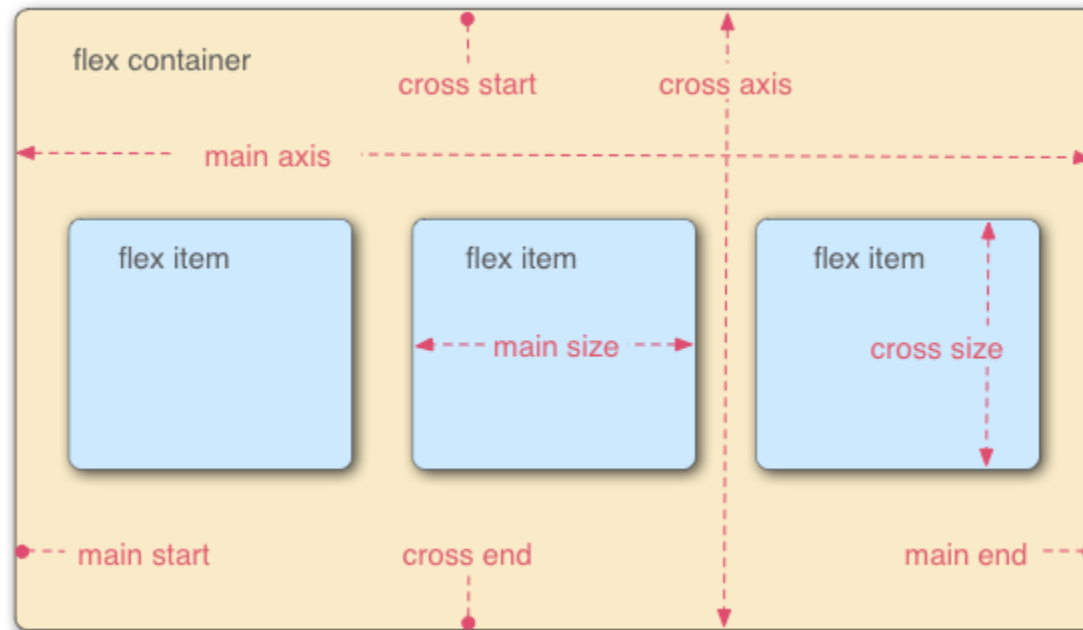 flex container
cross start
cross axis
main axis
flex item
flex item
flex item
main size
cross size
main start
cross end
main end